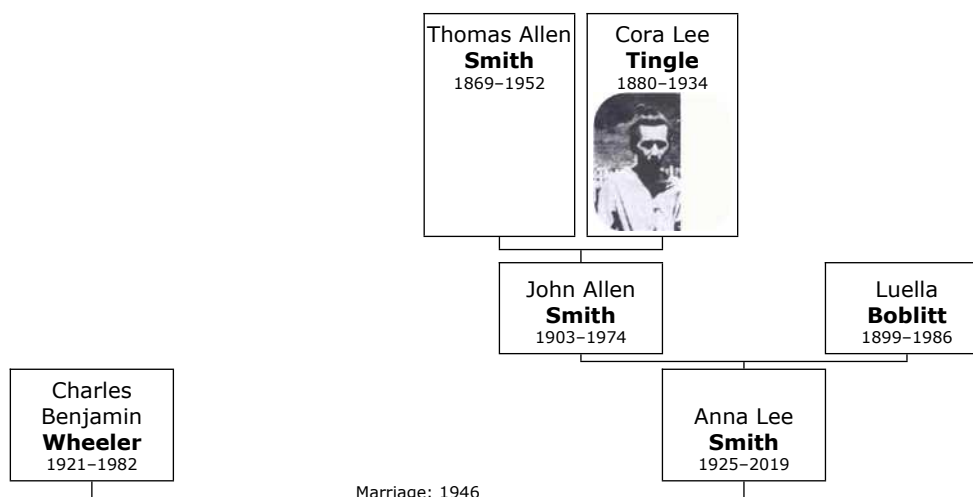 Thomas Allen
Smith
1869–1952
Cora Lee
Tingle
1880–1934
John Allen
Smith
1903–1974
Luella
Boblitt
1899–1986
Charles
Benjamin
Wheeler
1921–1982
Anna Lee
Smith
1925–2019
Marriage: 1946